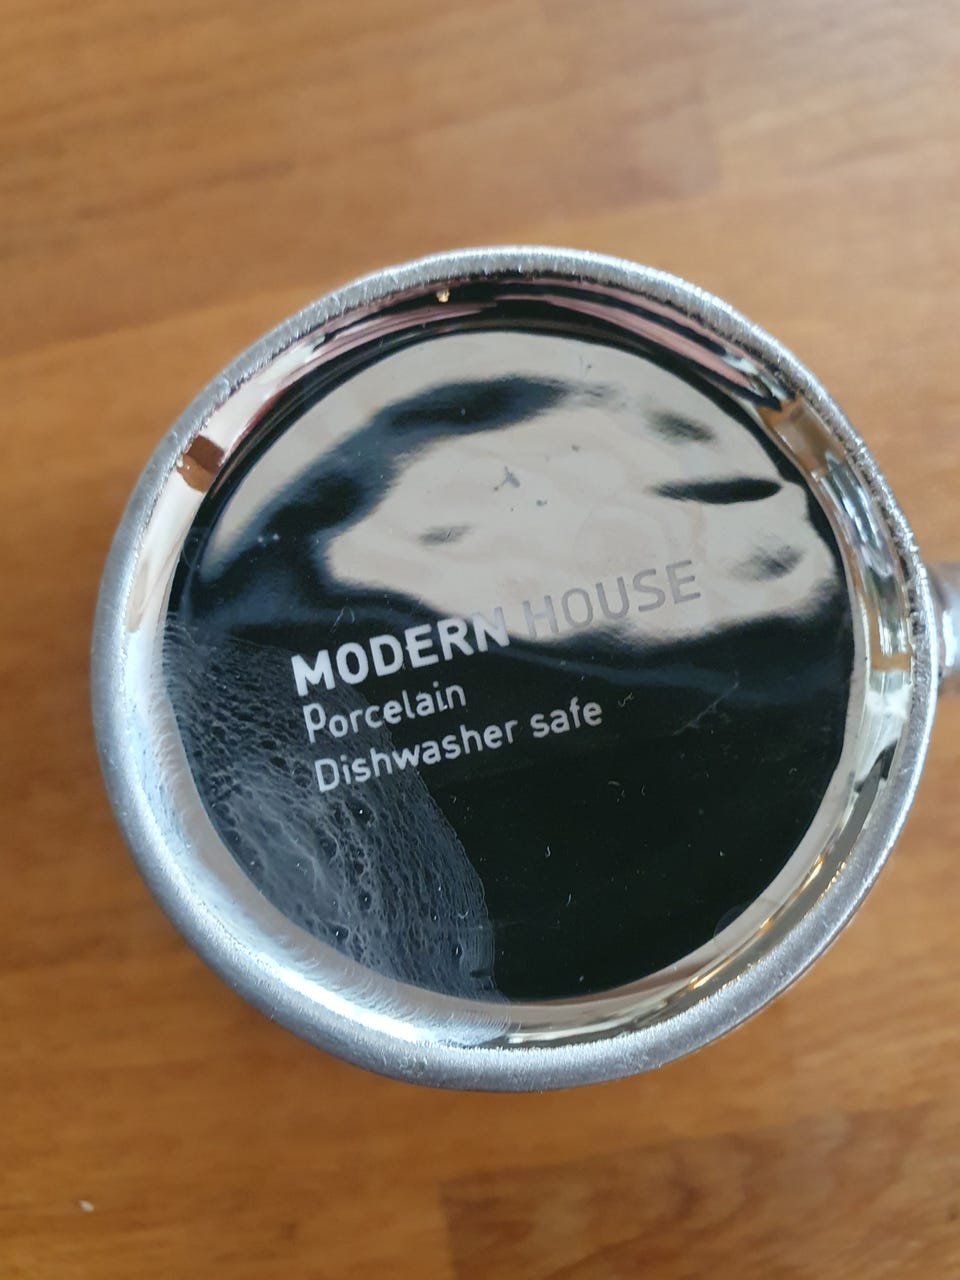 MODERN HOUSE
Porcelain
Dishwasher safe